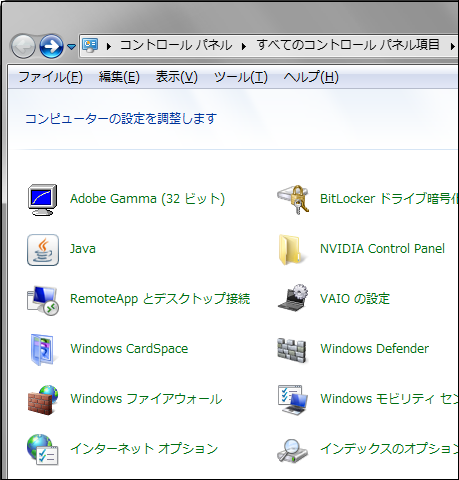 コントロール パネル ▸ すべてのコントロール パネル項目 ▸
ファイル(F) 編集(E) 表示(V) ツール(T) ヘルプ(H)
コンピューターの設定を調整します
Adobe Gamma (32 ビット) BitLocker ドライブ暗号化
Java NVIDIA Control Panel
RemoteApp とデスクトップ接続 VAIO の設定
Windows CardSpace Windows Defender
Windows ファイアウォール Windows モビリティ セン
インターネット オプション インデックスのオプション